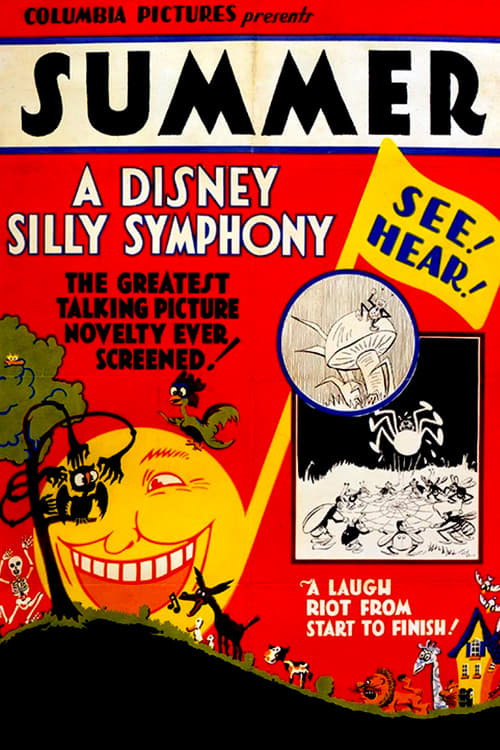 COLUMBIA PICTURES presents
SUMMER
A DISNEY
SILLY SYMPHONY
SEE!
HEAR!
THE GREATEST
TALKING PICTURE
NOVELTY EVER
SCREENED!
A LAUGH
RIOT FROM
START TO FINISH!